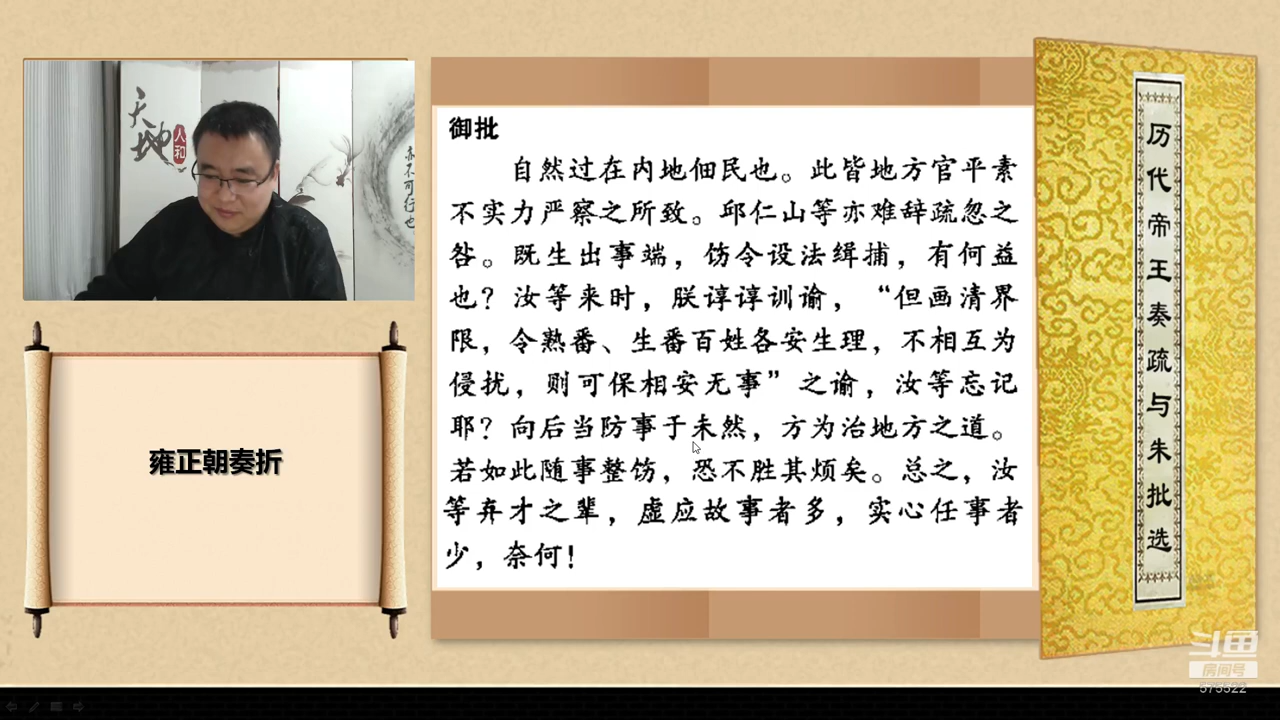 天地
人和
亦不可行也
御批
自然过在内地佃民也。此皆地方官平素
不实力严察之所致。邱仁山等亦难辞疏忽之
咎。既生出事端，饬令设法缉捕，有何益
也？汝等来时，朕谆谆训谕，“但画清界
限，令熟番、生番百姓各安生理，不相互为
侵扰，则可保相安无事”之谕，汝等忘记
耶？向后当防事于未然，方为治地方之道。
若如此随事整饬，恐不胜其烦矣。总之，汝
等弃才之辈，虚应故事者多，实心任事者
少，奈何！
雍正朝奏折
历代帝王奏疏与朱批选
斗鱼
房间号
575522